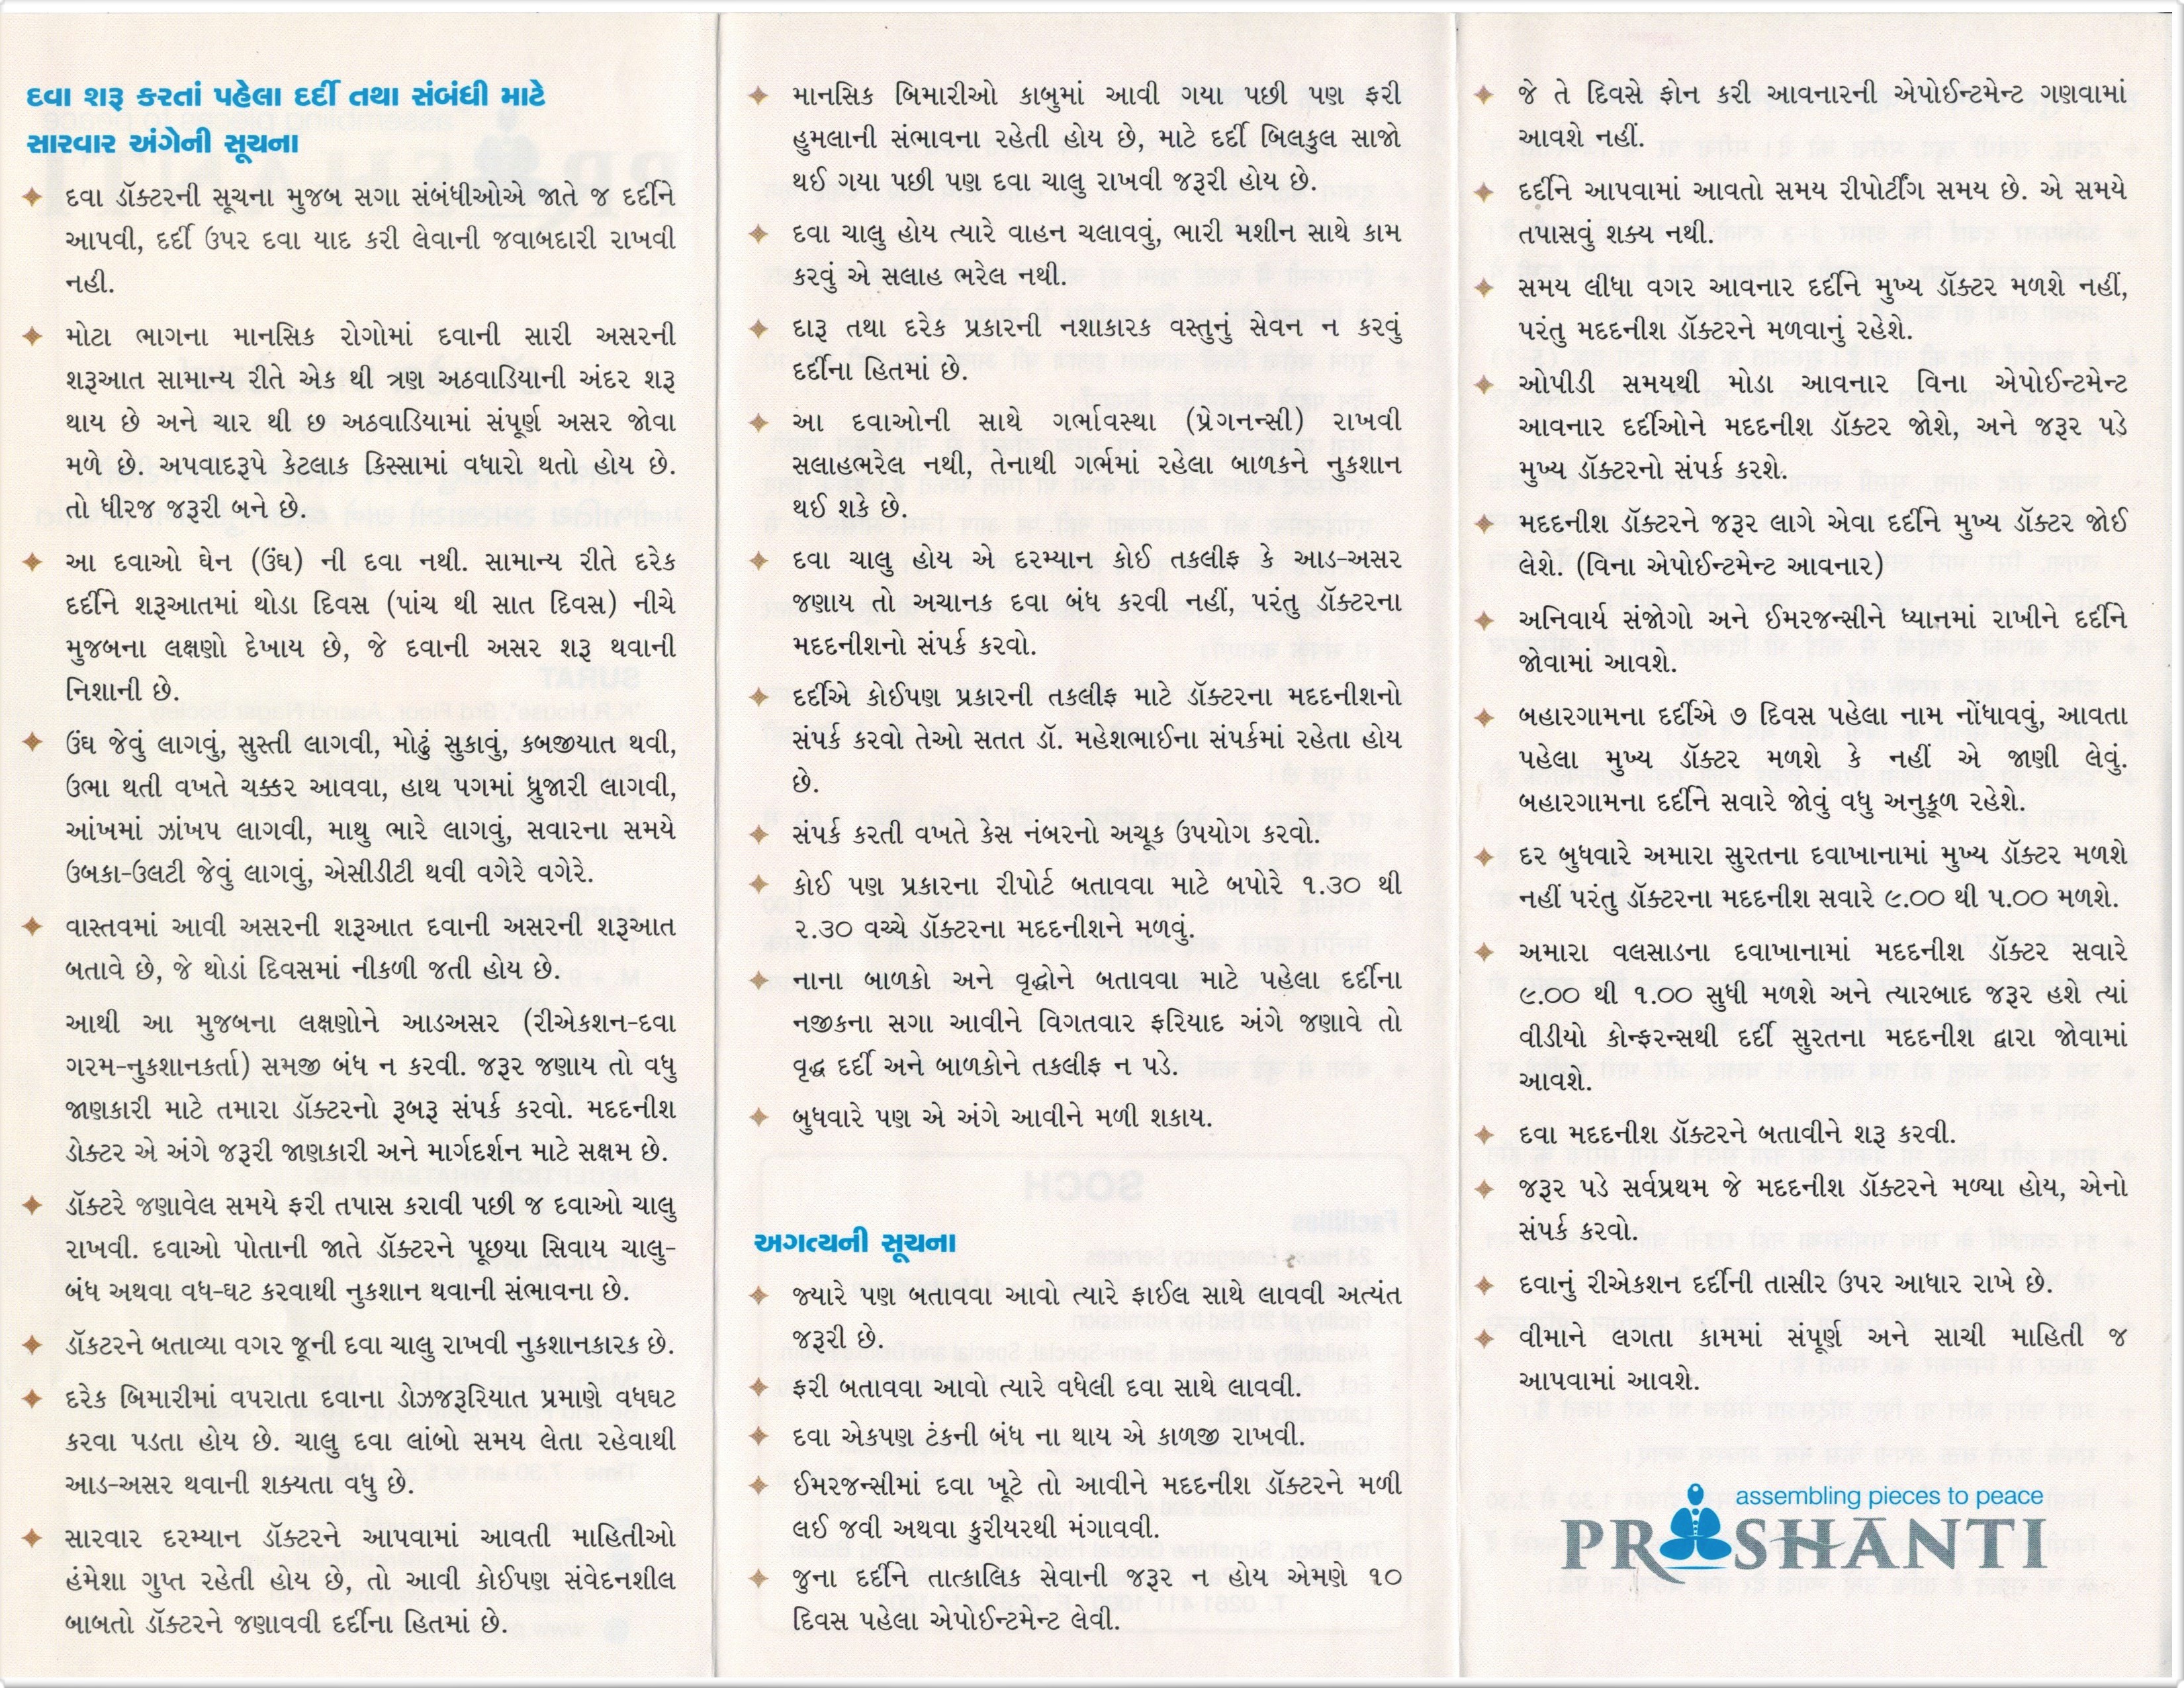 દવા શરૂ કરતાં પહેલા દર્દી તથા સંબંધી માટે
સારવાર અંગેની સૂચના
દવા ડૉક્ટરની સૂચના મુજબ સગા સંબંધીઓએ જાતે જ દર્દીને
આપવી, દર્દી ઉપર દવા યાદ કરી લેવાની જવાબદારી રાખવી
નહી.
મોટા ભાગના માનસિક રોગોમાં દવાની સારી અસરની
શરૂઆત સામાન્ય રીતે એક થી ત્રણ અઠવાડિયાની અંદર શરૂ
થાય છે અને ચાર થી છ અઠવાડિયામાં સંપૂર્ણ અસર જોવા
મળે છે. અપવાદરૂપે કેટલાક કિસ્સામાં વધારો થતો હોય છે.
તો ધીરજ જરૂરી બને છે.
આ દવાઓ ઘેન (ઉંઘ) ની દવા નથી. સામાન્ય રીતે દરેક
દર્દીને શરૂઆતમાં થોડા દિવસ (પાંચ થી સાત દિવસ) નીચે
મુજબના લક્ષણો દેખાય છે, જે દવાની અસર શરૂ થવાની
નિશાની છે.
ઉંઘ જેવું લાગવું, સુસ્તી લાગવી, મોઢું સુકાવું, કબજીયાત થવી,
ઉભા થતી વખતે ચક્કર આવવા, હાથ પગમાં ધ્રુજારી લાગવી,
આંખમાં ઝાંખપ લાગવી, માથુ ભારે લાગવું, સવારના સમયે
ઉબકા-ઉલટી જેવું લાગવું, એસીડીટી થવી વગેરે વગેરે.
વાસ્તવમાં આવી અસરની શરૂઆત દવાની અસરની શરૂઆત
બતાવે છે, જે થોડાં દિવસમાં નીકળી જતી હોય છે.
આથી આ મુજબના લક્ષણોને આડઅસર (રીએકશન-દવા
ગરમ-નુકશાનકર્તા) સમજી બંધ ન કરવી. જરૂર જણાય તો વધુ
જાણકારી માટે તમારા ડૉક્ટરનો રૂબરૂ સંપર્ક કરવો. મદદનીશ
ડોક્ટર એ અંગે જરૂરી જાણકારી અને માર્ગદર્શન માટે સક્ષમ છે.
ડૉક્ટરે જણાવેલ સમયે ફરી તપાસ કરાવી પછી જ દવાઓ ચાલુ
રાખવી. દવાઓ પોતાની જાતે ડૉક્ટરને પૂછયા સિવાય ચાલુ-
બંધ અથવા વધ-ઘટ કરવાથી નુકશાન થવાની સંભાવના છે.
ડૉકટરને બતાવ્યા વગર જૂની દવા ચાલુ રાખવી નુકશાનકારક છે.
દરેક બિમારીમાં વપરાતા દવાના ડોઝજરૂરિયાત પ્રમાણે વધઘટ
કરવા પડતા હોય છે. ચાલુ દવા લાંબો સમય લેતા રહેવાથી
આડ-અસર થવાની શક્યતા વધુ છે.
સારવાર દરમ્યાન ડૉક્ટરને આપવામાં આવતી માહિતીઓ
હંમેશા ગુપ્ત રહેતી હોય છે, તો આવી કોઈપણ સંવેદનશીલ
બાબતો ડૉક્ટરને જણાવવી દર્દીના હિતમાં છે.
માનસિક બિમારીઓ કાબુમાં આવી ગયા પછી પણ ફરી
હુમલાની સંભાવના રહેતી હોય છે, માટે દર્દી બિલકુલ સાજો
થઈ ગયા પછી પણ દવા ચાલુ રાખવી જરૂરી હોય છે.
દવા ચાલુ હોય ત્યારે વાહન ચલાવવું, ભારી મશીન સાથે કામ
કરવું એ સલાહ ભરેલ નથી.
દારૂ તથા દરેક પ્રકારની નશાકારક વસ્તુનું સેવન ન કરવું
દર્દીના હિતમાં છે.
આ દવાઓની સાથે ગર્ભાવસ્થા (પ્રેગનન્સી) રાખવી
સલાહભરેલ નથી, તેનાથી ગર્ભમાં રહેલા બાળકને નુકશાન
થઈ શકે છે.
દવા ચાલુ હોય એ દરમ્યાન કોઈ તકલીફ કે આડ-અસર
જણાય તો અચાનક દવા બંધ કરવી નહીં, પરંતુ ડૉક્ટરના
મદદનીશનો સંપર્ક કરવો.
દર્દીએ કોઈપણ પ્રકારની તકલીફ માટે ડૉક્ટરના મદદનીશનો
સંપર્ક કરવો તેઓ સતત ડૉ. મહેશભાઈના સંપર્કમાં રહેતા હોય
છે.
સંપર્ક કરતી વખતે કેસ નંબરનો અચૂક ઉપયોગ કરવો.
કોઈ પણ પ્રકારના રીપોર્ટ બતાવવા માટે બપોરે ૧.૩૦ થી
૨.૩૦ વચ્ચે ડૉક્ટરના મદદનીશને મળવું.
નાના બાળકો અને વૃદ્ધોને બતાવવા માટે પહેલા દર્દીના
નજીકના સગા આવીને વિગતવાર ફરિયાદ અંગે જણાવે તો
વૃદ્ધ દર્દી અને બાળકોને તકલીફ ન પડે.
બુધવારે પણ એ અંગે આવીને મળી શકાય.
અગત્યની સૂચના
જ્યારે પણ બતાવવા આવો ત્યારે ફાઈલ સાથે લાવવી અત્યંત
જરૂરી છે.
ફરી બતાવવા આવો ત્યારે વધેલી દવા સાથે લાવવી.
દવા એકપણ ટંકની બંધ ના થાય એ કાળજી રાખવી.
ઈમરજન્સીમાં દવા ખૂટે તો આવીને મદદનીશ ડૉક્ટરને મળી
લઈ જવી અથવા કુરીયરથી મંગાવવી.
જુના દર્દીને તાત્કાલિક સેવાની જરૂર ન હોય એમણે ૧૦
દિવસ પહેલા એપોઈન્ટમેન્ટ લેવી.
જે તે દિવસે ફોન કરી આવનારની એપોઈન્ટમેન્ટ ગણવામાં
આવશે નહીં.
દર્દીને આપવામાં આવતો સમય રીપોર્ટીંગ સમય છે. એ સમયે
તપાસવું શક્ય નથી.
સમય લીધા વગર આવનાર દર્દીને મુખ્ય ડૉક્ટર મળશે નહીં,
પરંતુ મદદનીશ ડૉક્ટરને મળવાનું રહેશે.
ઓપીડી સમયથી મોડા આવનાર વિના એપોઈન્ટમેન્ટ
આવનાર દર્દીઓને મદદનીશ ડૉક્ટર જોશે, અને જરૂર પડે
મુખ્ય ડૉક્ટરનો સંપર્ક કરશે.
મદદનીશ ડૉક્ટરને જરૂર લાગે એવા દર્દીને મુખ્ય ડૉક્ટર જોઈ
લેશે. (વિના એપોઈન્ટમેન્ટ આવનાર)
અનિવાર્ય સંજોગો અને ઈમરજન્સીને ધ્યાનમાં રાખીને દર્દીને
જોવામાં આવશે.
બહારગામના દર્દીએ ૭ દિવસ પહેલા નામ નોંધાવવું, આવતા
પહેલા મુખ્ય ડૉક્ટર મળશે કે નહીં એ જાણી લેવું.
બહારગામના દર્દીને સવારે જોવું વધુ અનુકૂળ રહેશે.
દર બુધવારે અમારા સુરતના દવાખાનામાં મુખ્ય ડૉક્ટર મળશે
નહીં પરંતુ ડૉક્ટરના મદદનીશ સવારે ૯.૦૦ થી ૫.૦૦ મળશે.
અમારા વલસાડના દવાખાનામાં મદદનીશ ડૉક્ટર સવારે
૯.૦૦ થી ૧.૦૦ સુધી મળશે અને ત્યારબાદ જરૂર હશે ત્યાં
વીડીયો કોન્ફરન્સથી દર્દી સુરતના મદદનીશ દ્વારા જોવામાં
આવશે.
દવા મદદનીશ ડૉક્ટરને બતાવીને શરૂ કરવી.
જરૂર પડે સર્વપ્રથમ જે મદદનીશ ડૉક્ટરને મળ્યા હોય, એનો
સંપર્ક કરવો.
દવાનું રીએકશન દર્દીની તાસીર ઉપર આધાર રાખે છે.
વીમાને લગતા કામમાં સંપૂર્ણ અને સાચી માહિતી જ
આપવામાં આવશે.
assembling pieces to peace
PRASHANTI